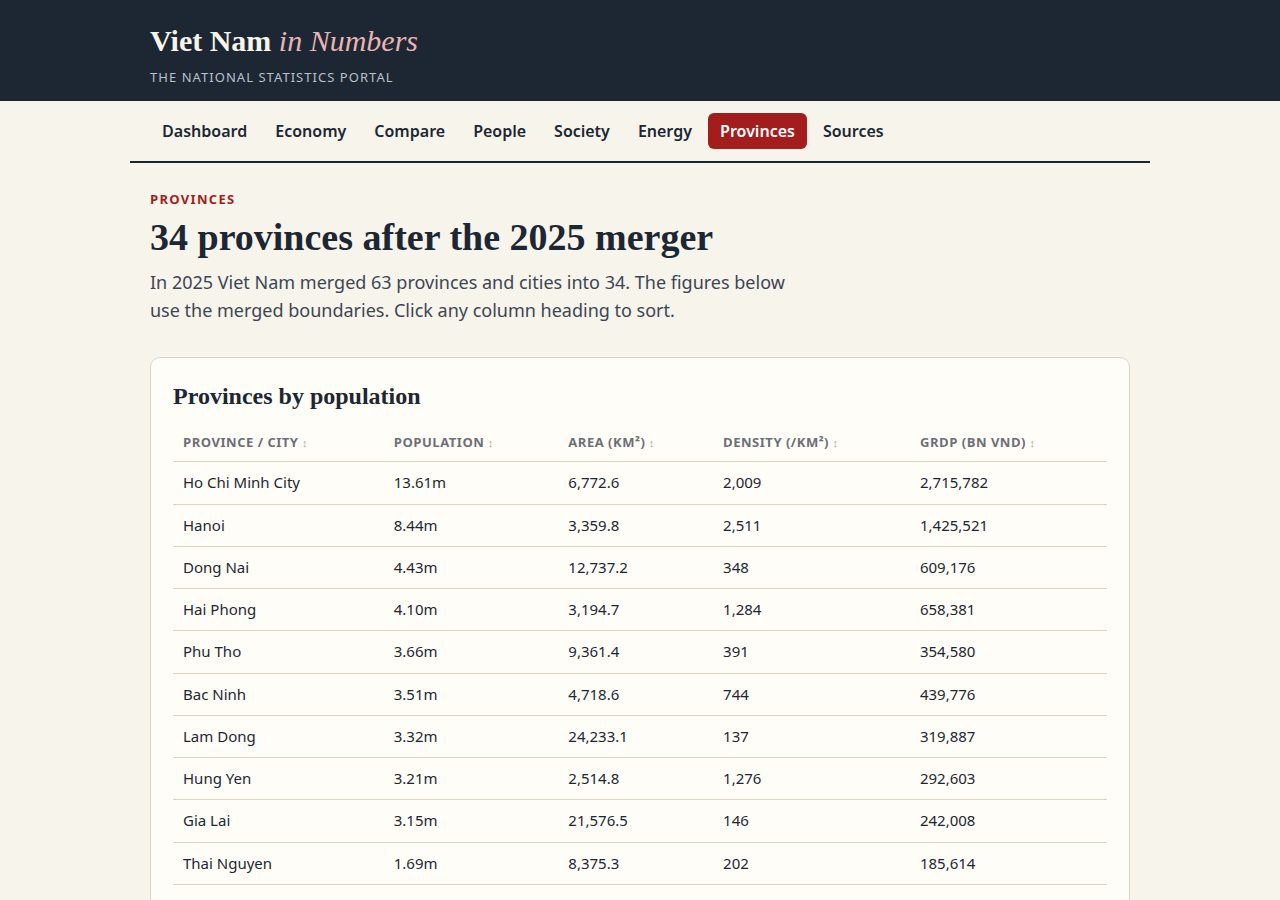 Viet Nam in Numbers
THE NATIONAL STATISTICS PORTAL
Dashboard Economy Compare People Society Energy Provinces Sources
PROVINCES
34 provinces after the 2025 merger
In 2025 Viet Nam merged 63 provinces and cities into 34. The figures below
use the merged boundaries. Click any column heading to sort.
Provinces by population
PROVINCE / CITY ↕ POPULATION ↕ AREA (KM²) ↕ DENSITY (/KM²) ↕ GRDP (BN VND) ↕
Ho Chi Minh City 13.61m 6,772.6 2,009 2,715,782
Hanoi 8.44m 3,359.8 2,511 1,425,521
Dong Nai 4.43m 12,737.2 348 609,176
Hai Phong 4.10m 3,194.7 1,284 658,381
Phu Tho 3.66m 9,361.4 391 354,580
Bac Ninh 3.51m 4,718.6 744 439,776
Lam Dong 3.32m 24,233.1 137 319,887
Hung Yen 3.21m 2,514.8 1,276 292,603
Gia Lai 3.15m 21,576.5 146 242,008
Thai Nguyen 1.69m 8,375.3 202 185,614